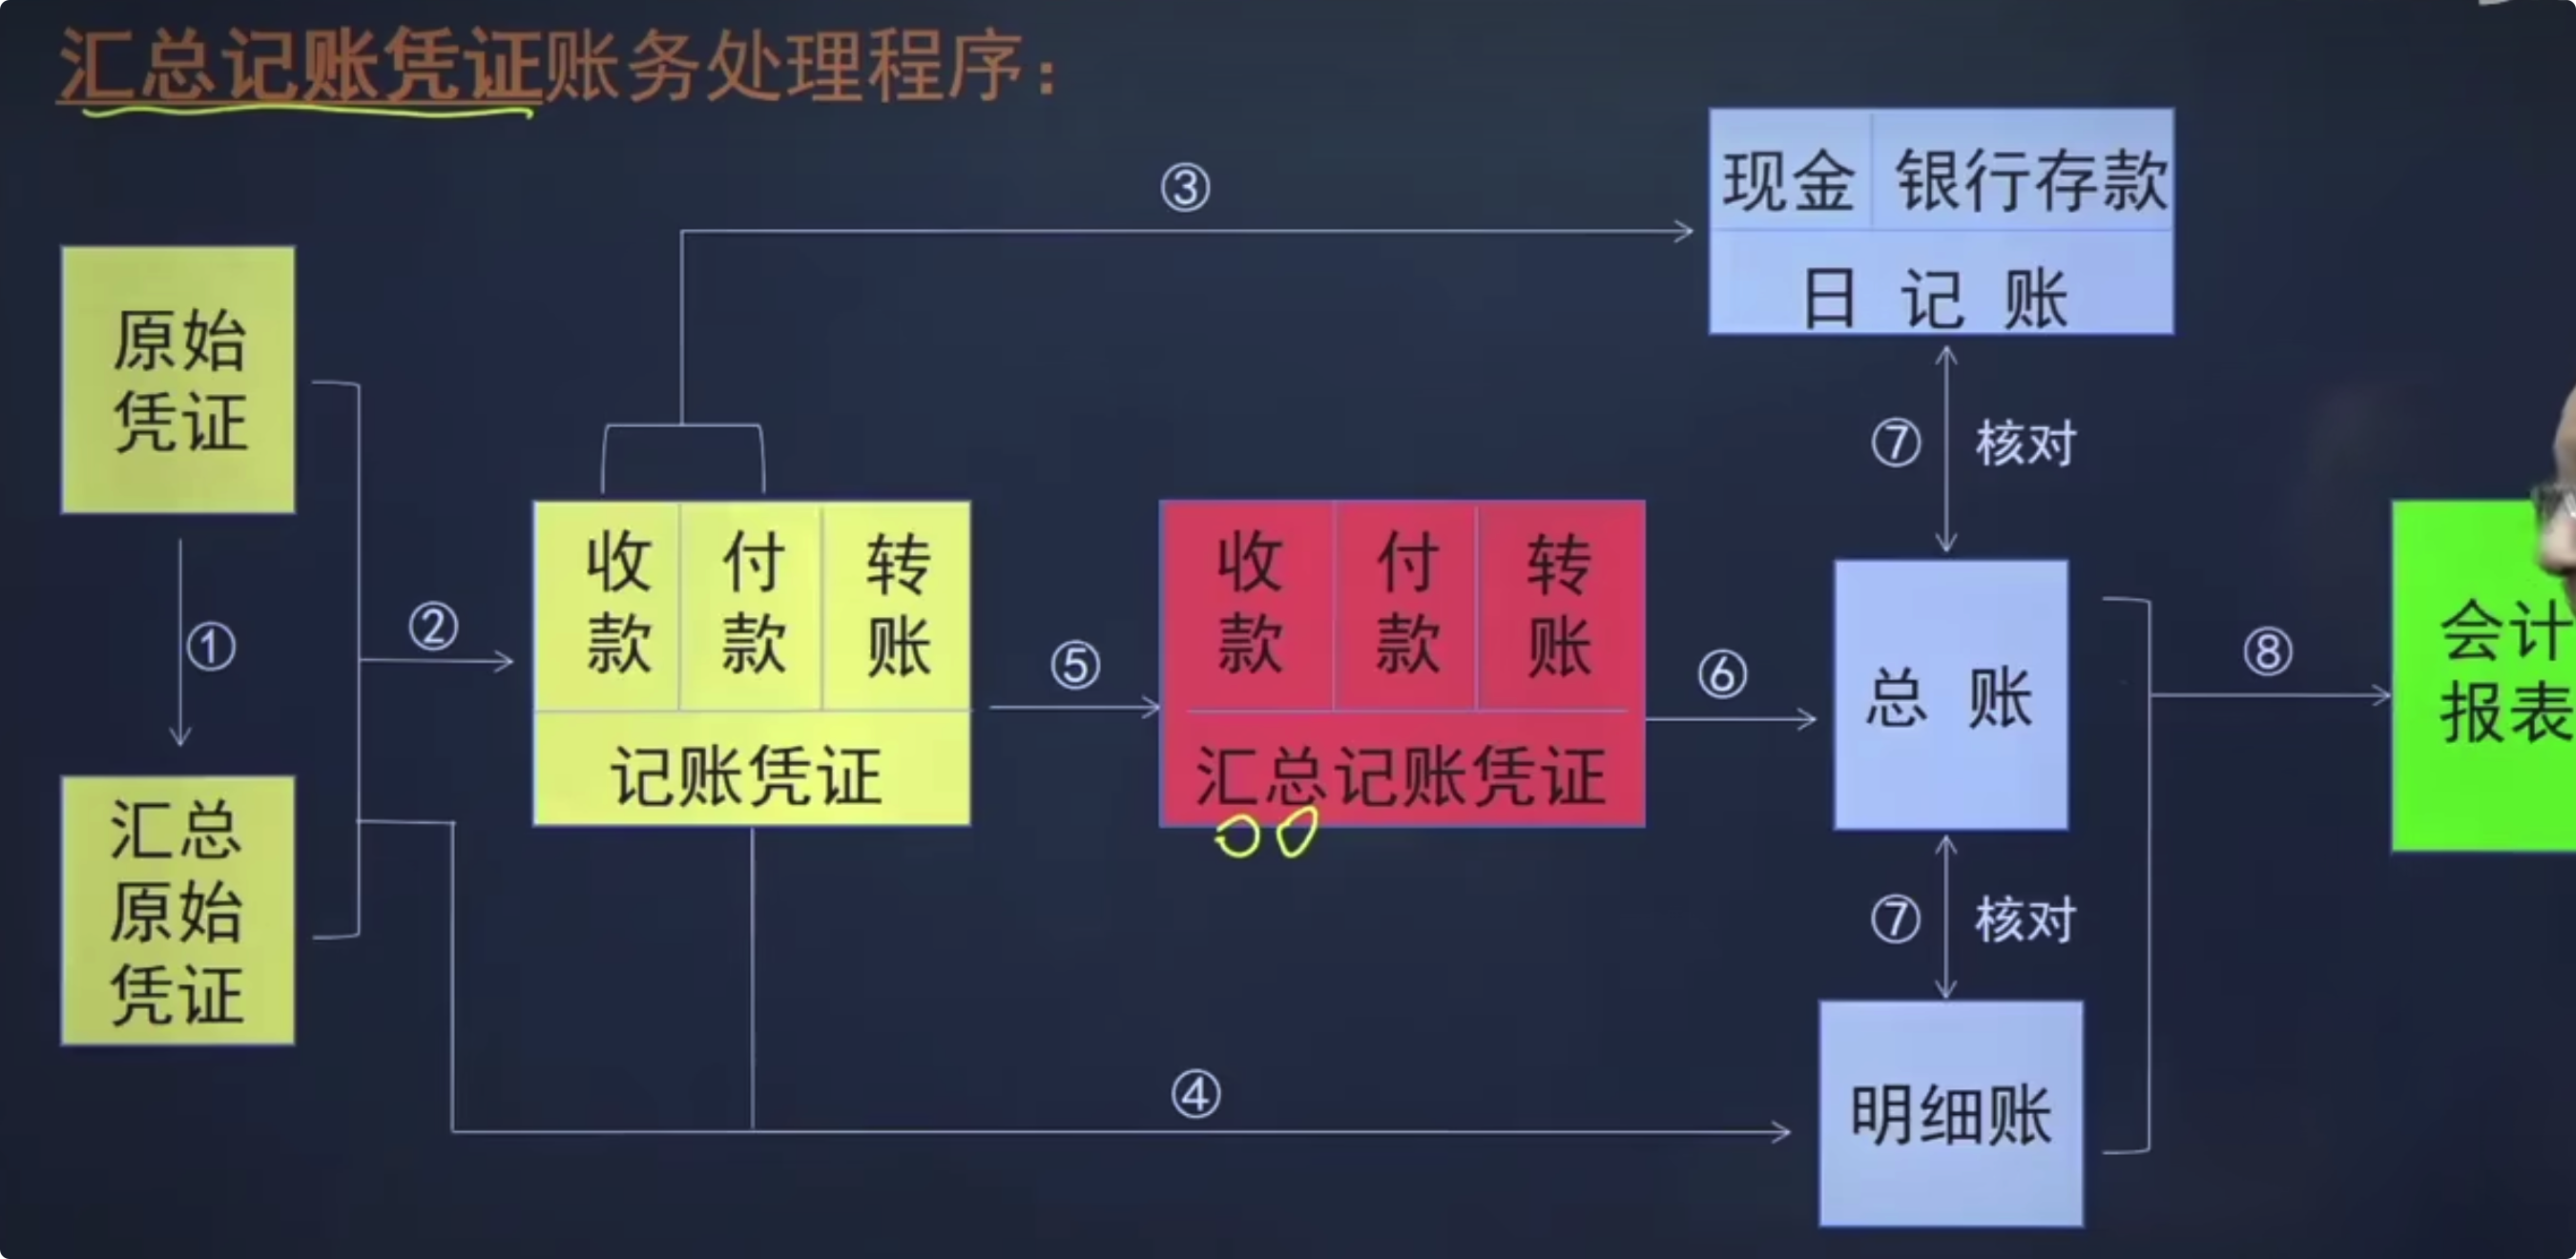 汇总记账凭证账务处理程序：
现金 银行存款
日 记 账
③
原始
凭证
①
汇总
原始
凭证
②
收款 付款 转账
记账凭证
⑤
收款 付款 转账
汇总记账凭证
⑥
⑦ 核对
总 账
⑦ 核对
④
明细账
⑧
会计
报表